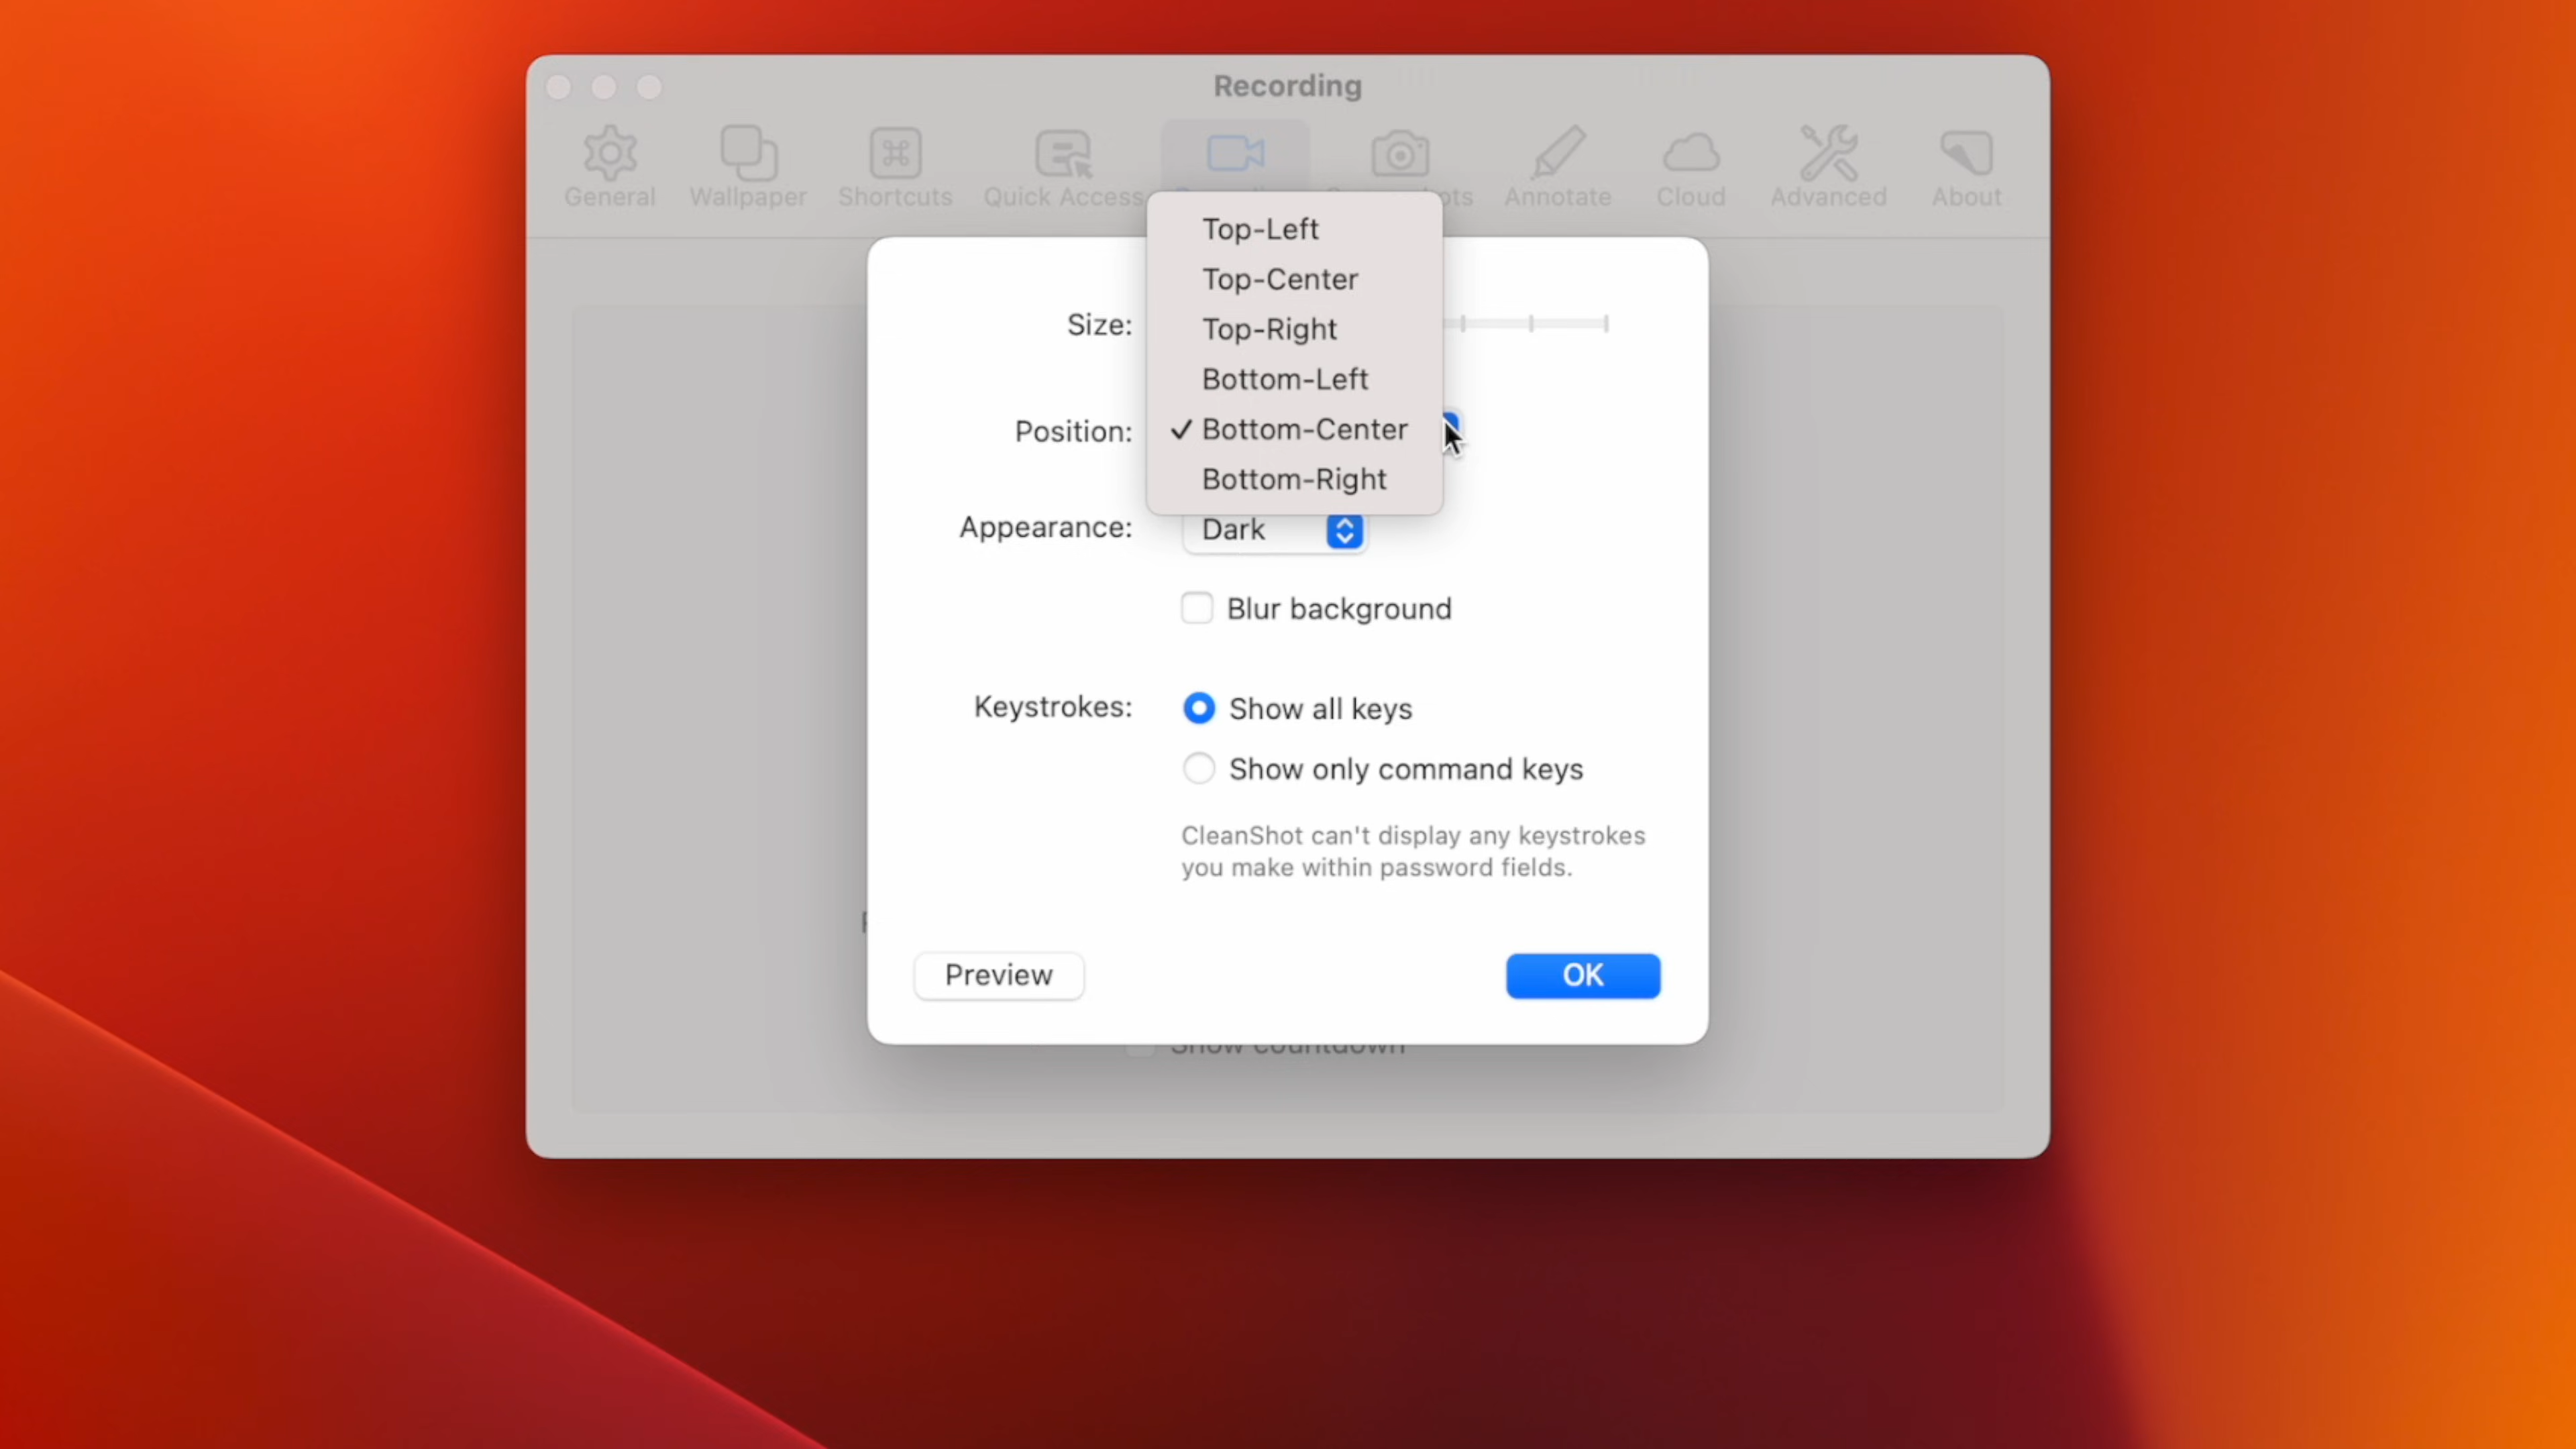 Recording
General
Wallpaper
Shortcuts
Quick Access
Annotate
Cloud
Advanced
About
Size:
Top-Left
Top-Center
Top-Right
Bottom-Left
Position:
✓ Bottom-Center
Bottom-Right
Appearance:
Dark
Blur background
Keystrokes:
Show all keys
Show only command keys
CleanShot can't display any keystrokes
you make within password fields.
Preview
OK
Show countdown